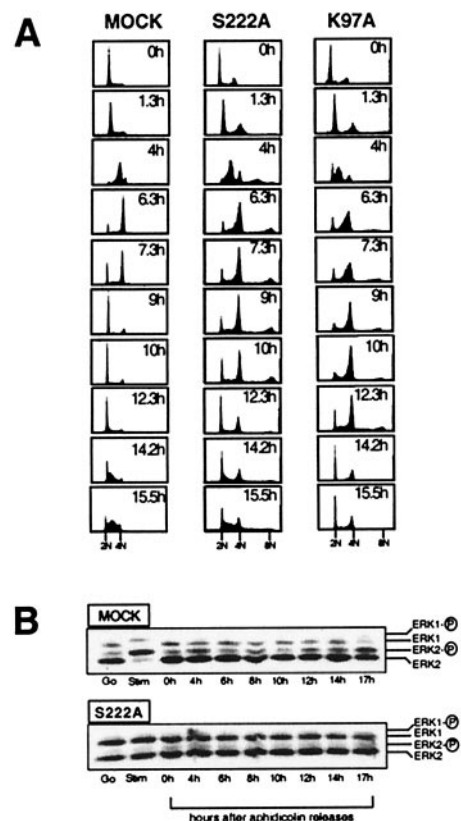 A
MOCK S222A K97A
0h 0h 0h
1.3h 1.3h 1.3h
4h 4h 4h
6.3h 6.3h 6.3h
7.3h 7.3h 7.3h
9h 9h 9h
10h 10h 10h
12.3h 12.3h 12.3h
14.2h 14.2h 14.2h
15.5h 15.5h 15.5h
2N 4N 2N 4N 8N 2N 4N 8N
B
MOCK
ERK1-Ⓟ
ERK1
ERK2-Ⓟ
ERK2
Go Stim 0h 4h 6h 8h 10h 12h 14h 17h
S222A
ERK1-Ⓟ
ERK1
ERK2-Ⓟ
ERK2
Go Stim 0h 4h 6h 8h 10h 12h 14h 17h
hours after aphidicolin releases